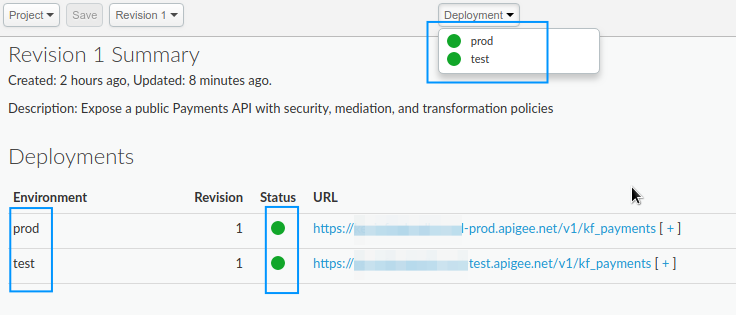 Project Save Revision 1 Deployment
prod
test
Revision 1 Summary
Created: 2 hours ago, Updated: 8 minutes ago.
Description: Expose a public Payments API with security, mediation, and transformation policies
Deployments
Environment Revision Status URL
prod 1 https:// l-prod.apigee.net/v1/kf_payments [ + ]
test 1 https:// test.apigee.net/v1/kf_payments [ + ]